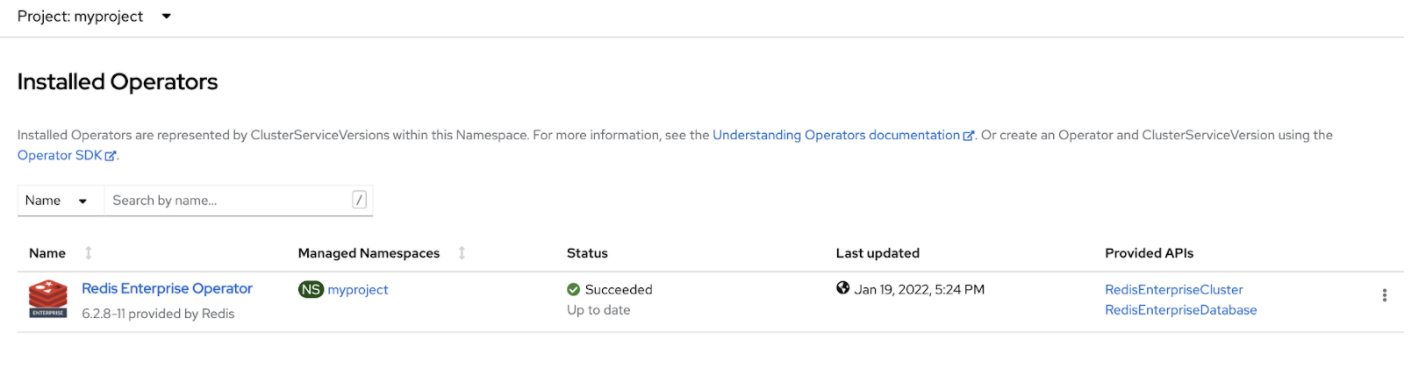 Project: myproject
Installed Operators
Installed Operators are represented by ClusterServiceVersions within this Namespace. For more information, see the Understanding Operators documentation. Or create an Operator and ClusterServiceVersion using the
Operator SDK.
Name Search by name... /
Name Managed Namespaces Status Last updated Provided APIs
Redis Enterprise Operator NS myproject Succeeded Jan 19, 2022, 5:24 PM RedisEnterpriseCluster
ENTERPRISE 6.2.8-11 provided by Redis Up to date RedisEnterpriseDatabase